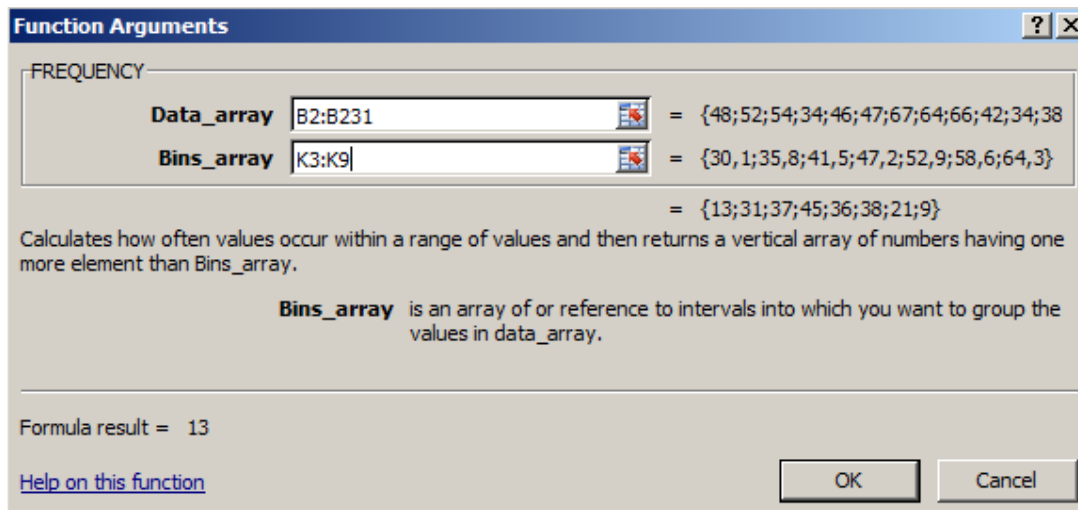 Function Arguments
FREQUENCY
Data_array B2:B231 = {48;52;54;34;46;47;67;64;66;42;34;38
Bins_array K3:K9 = {30,1;35,8;41,5;47,2;52,9;58,6;64,3}
= {13;31;37;45;36;38;21;9}
Calculates how often values occur within a range of values and then returns a vertical array of numbers having one
more element than Bins_array.
Bins_array is an array of or reference to intervals into which you want to group the
values in data_array.
Formula result = 13
Help on this function
OK Cancel